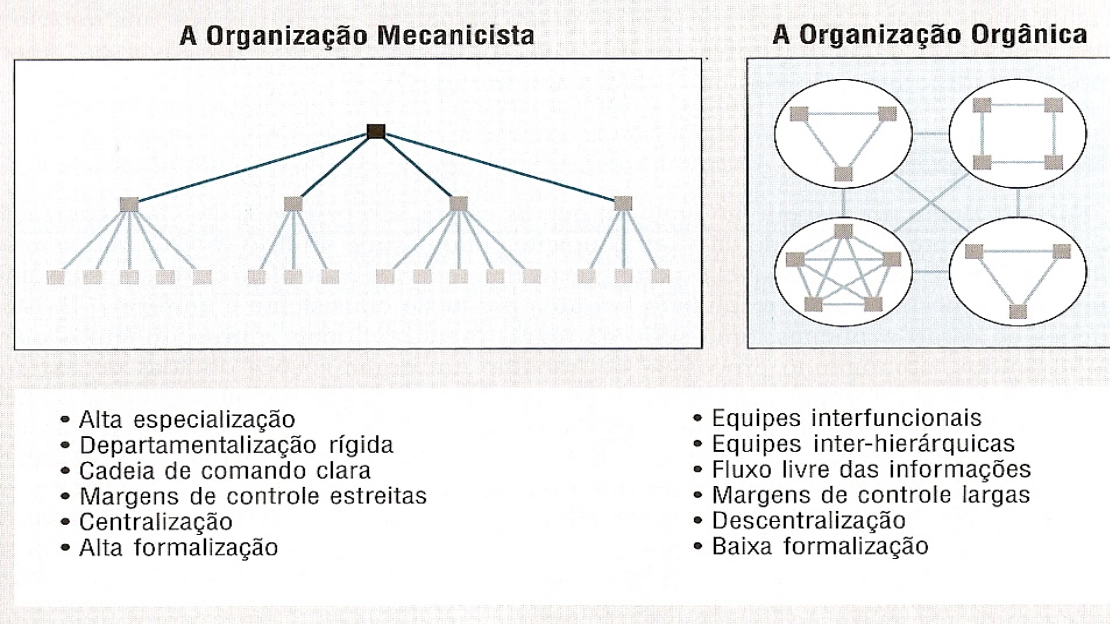 A Organização Mecanicista
A Organização Orgânica
• Alta especialização
• Departamentalização rígida
• Cadeia de comando clara
• Margens de controle estreitas
• Centralização
• Alta formalização
• Equipes interfuncionais
• Equipes inter-hierárquicas
• Fluxo livre das informações
• Margens de controle largas
• Descentralização
• Baixa formalização